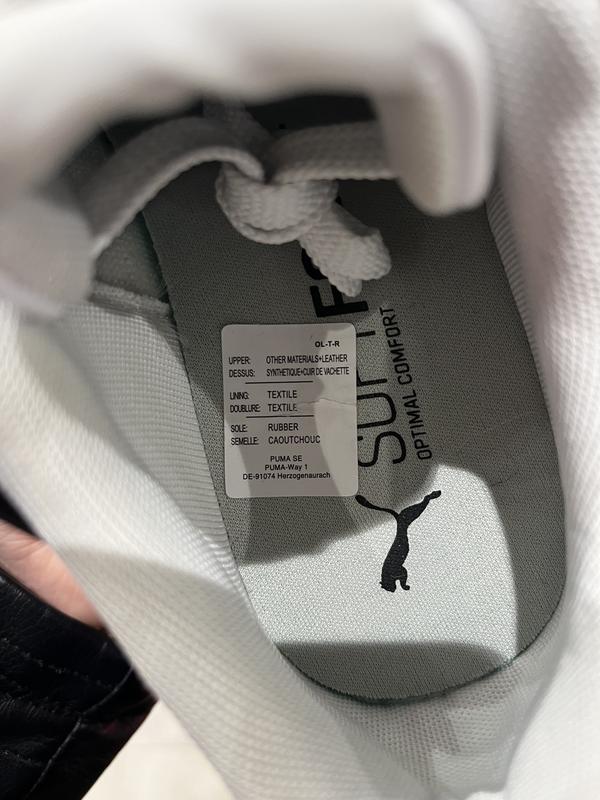 OL-T-R
UPPER: OTHER MATERIALS+LEATHER
DESSUS: SYNTHETIQUE+CUIR DE VACHETTE
LINING: TEXTILE
DOUBLURE: TEXTILE
SOLE: RUBBER
SEMELLE: CAOUTCHOUC
PUMA SE
PUMA-Way 1
DE-91074 Herzogenaurach
SOFTFO
OPTIMAL COMFORT